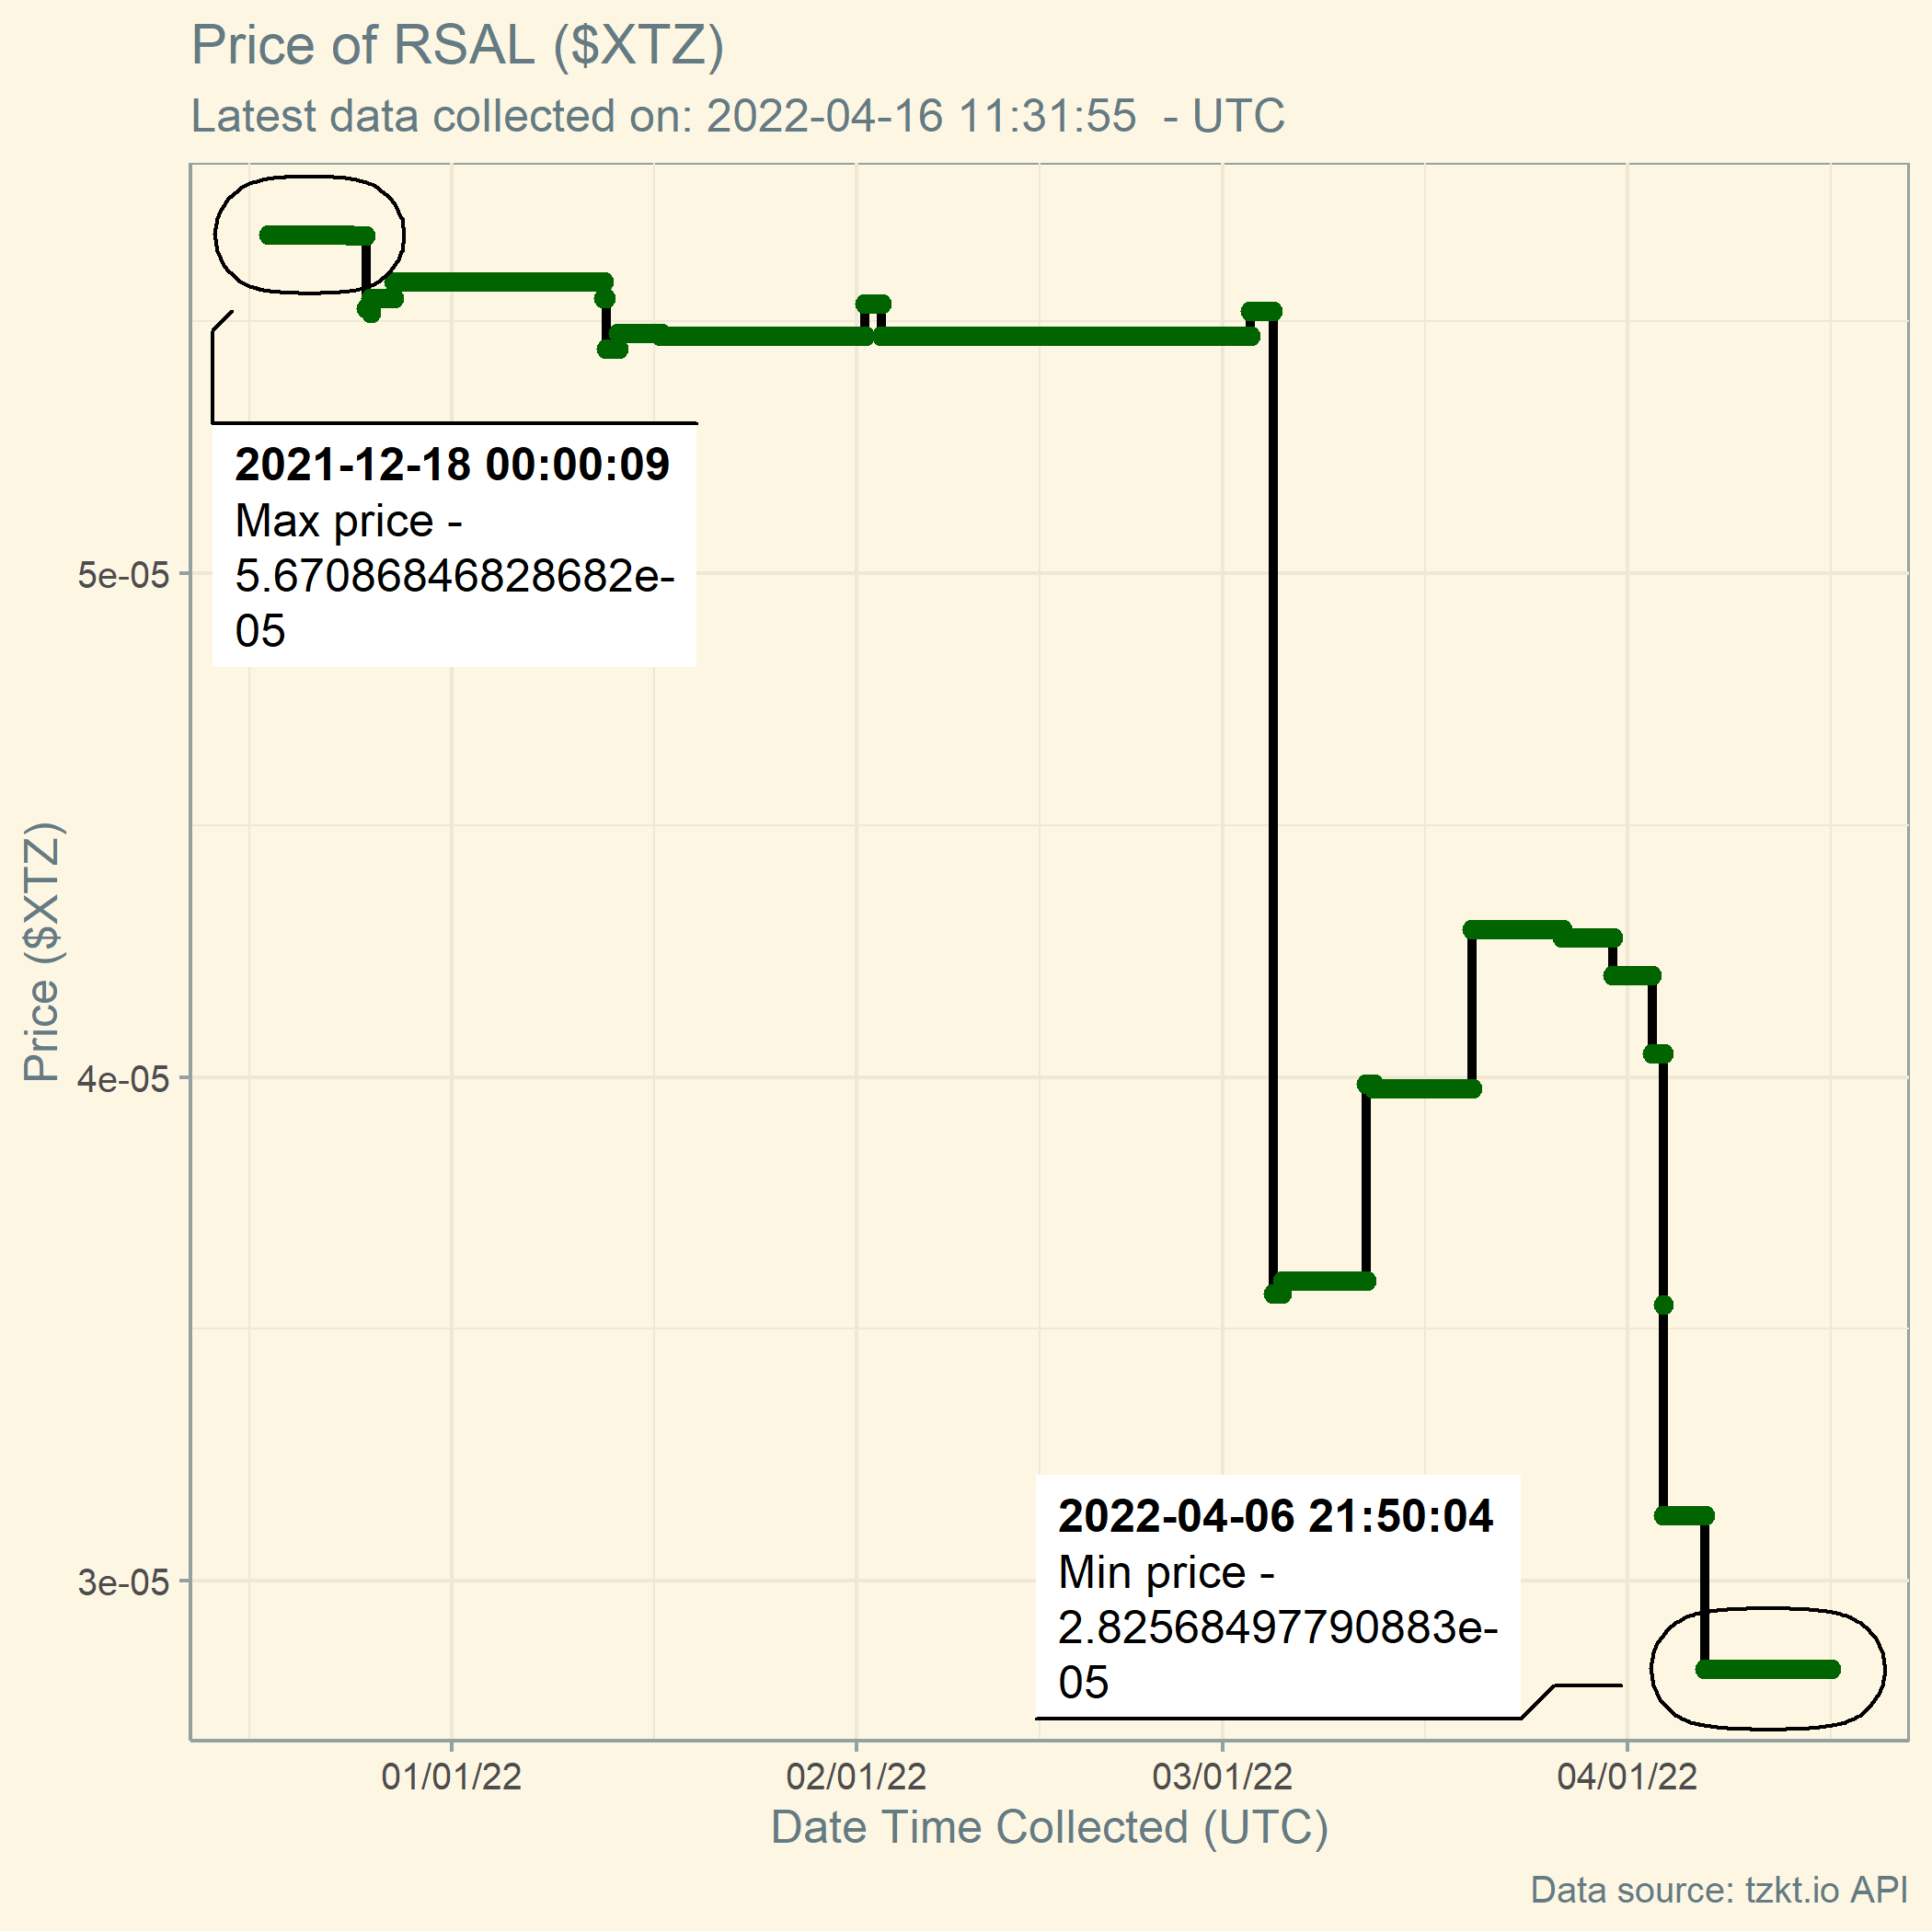 Price of RSAL ($XTZ)
Latest data collected on: 2022-04-16 11:31:55  - UTC
2021-12-18 00:00:09
Max price -
5.67086846828682e-
05
5e-05
Price ($XTZ)
4e-05
3e-05
2022-04-06 21:50:04
Min price -
2.82568497790883e-
05
01/01/22
02/01/22
03/01/22
04/01/22
Date Time Collected (UTC)
Data source: tzkt.io API